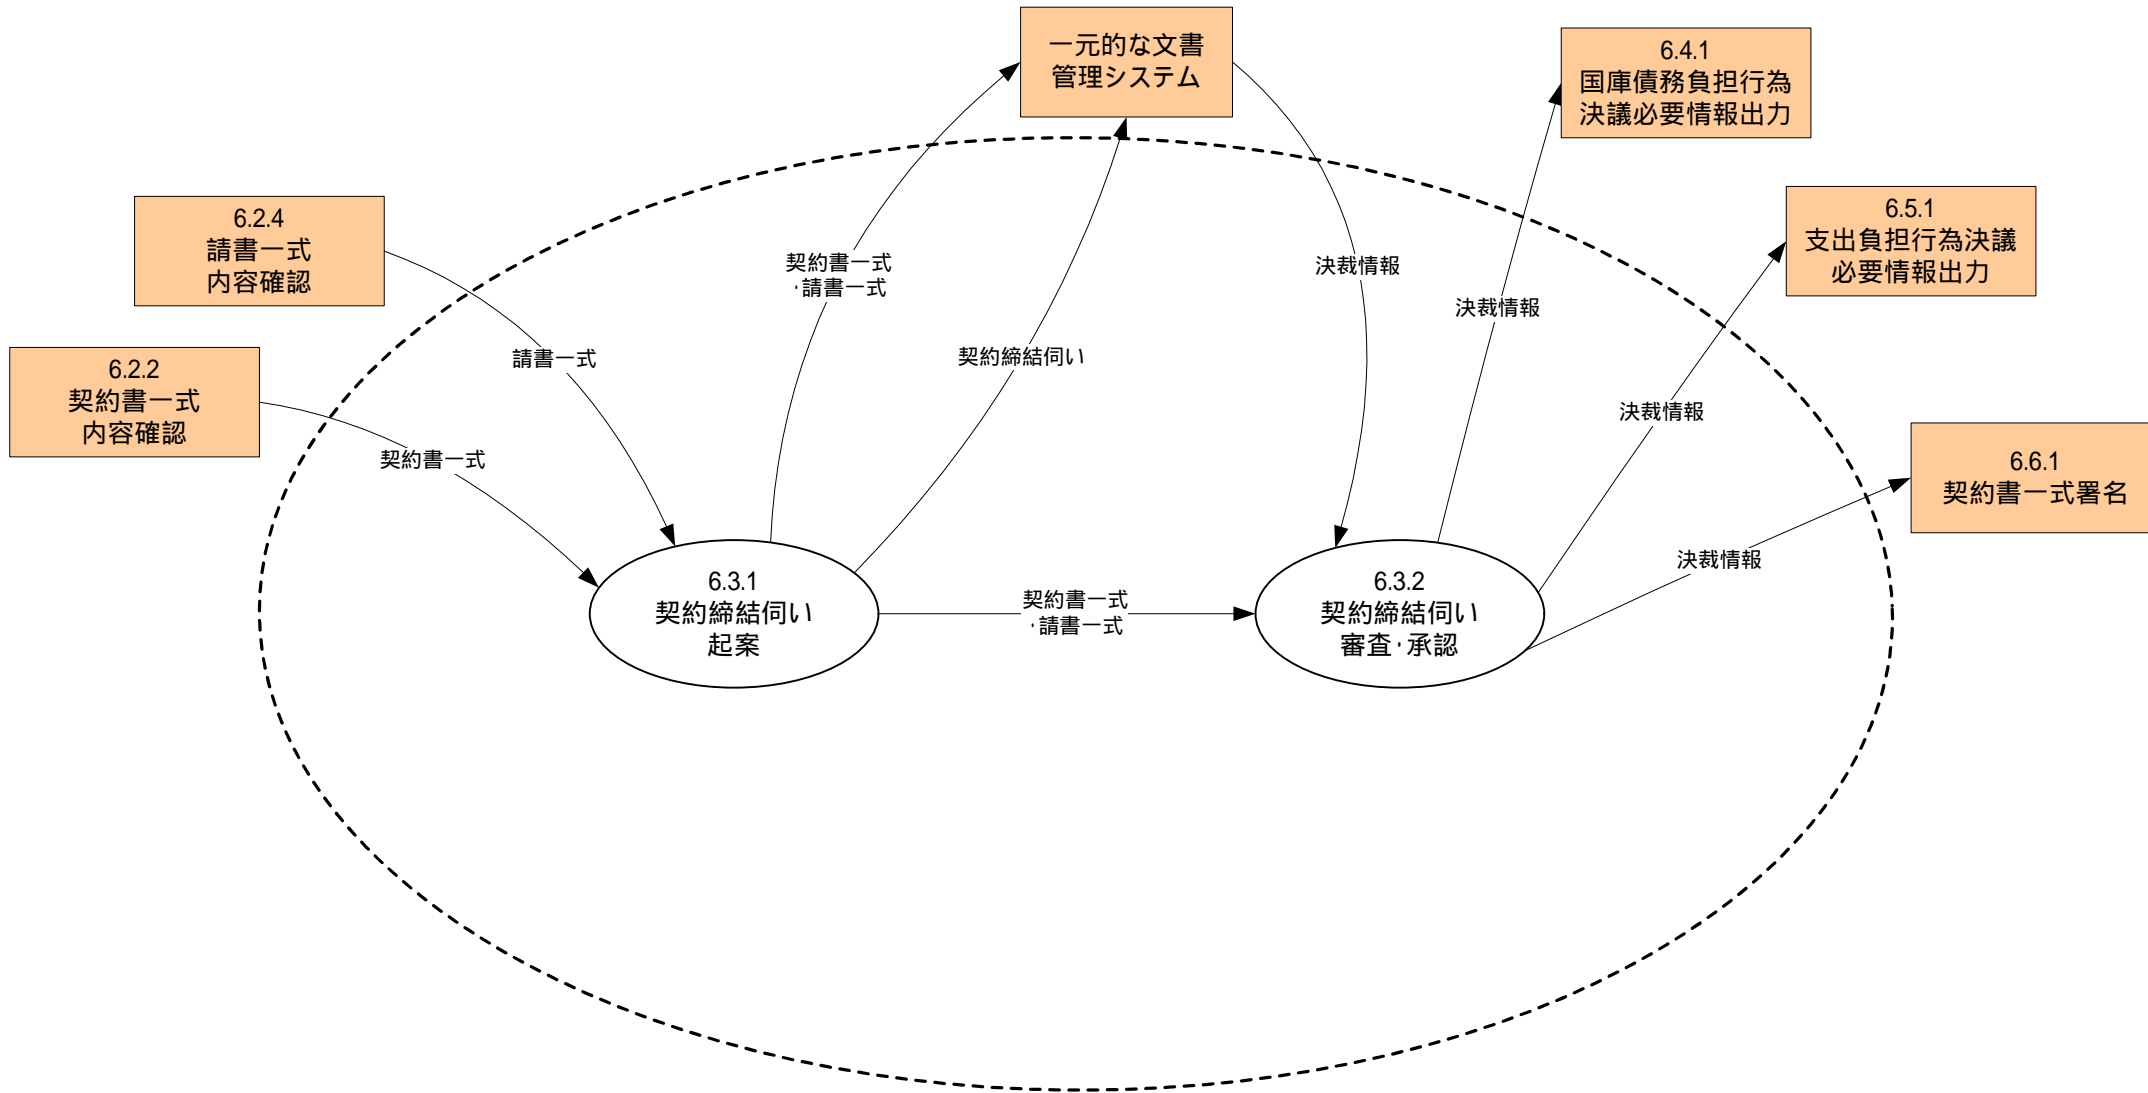 一元的な文書
管理システム
6.4.1
国庫債務負担行為
決議必要情報出力
6.2.4
請書一式
内容確認
6.5.1
支出負担行為決議
必要情報出力
契約書一式
・請書一式
決裁情報
決裁情報
請書一式
契約締結伺い
6.2.2
契約書一式
内容確認
決裁情報
契約書一式
6.6.1
契約書一式署名
決裁情報
6.3.1
契約締結伺い
起案
契約書一式
・請書一式
6.3.2
契約締結伺い
審査・承認